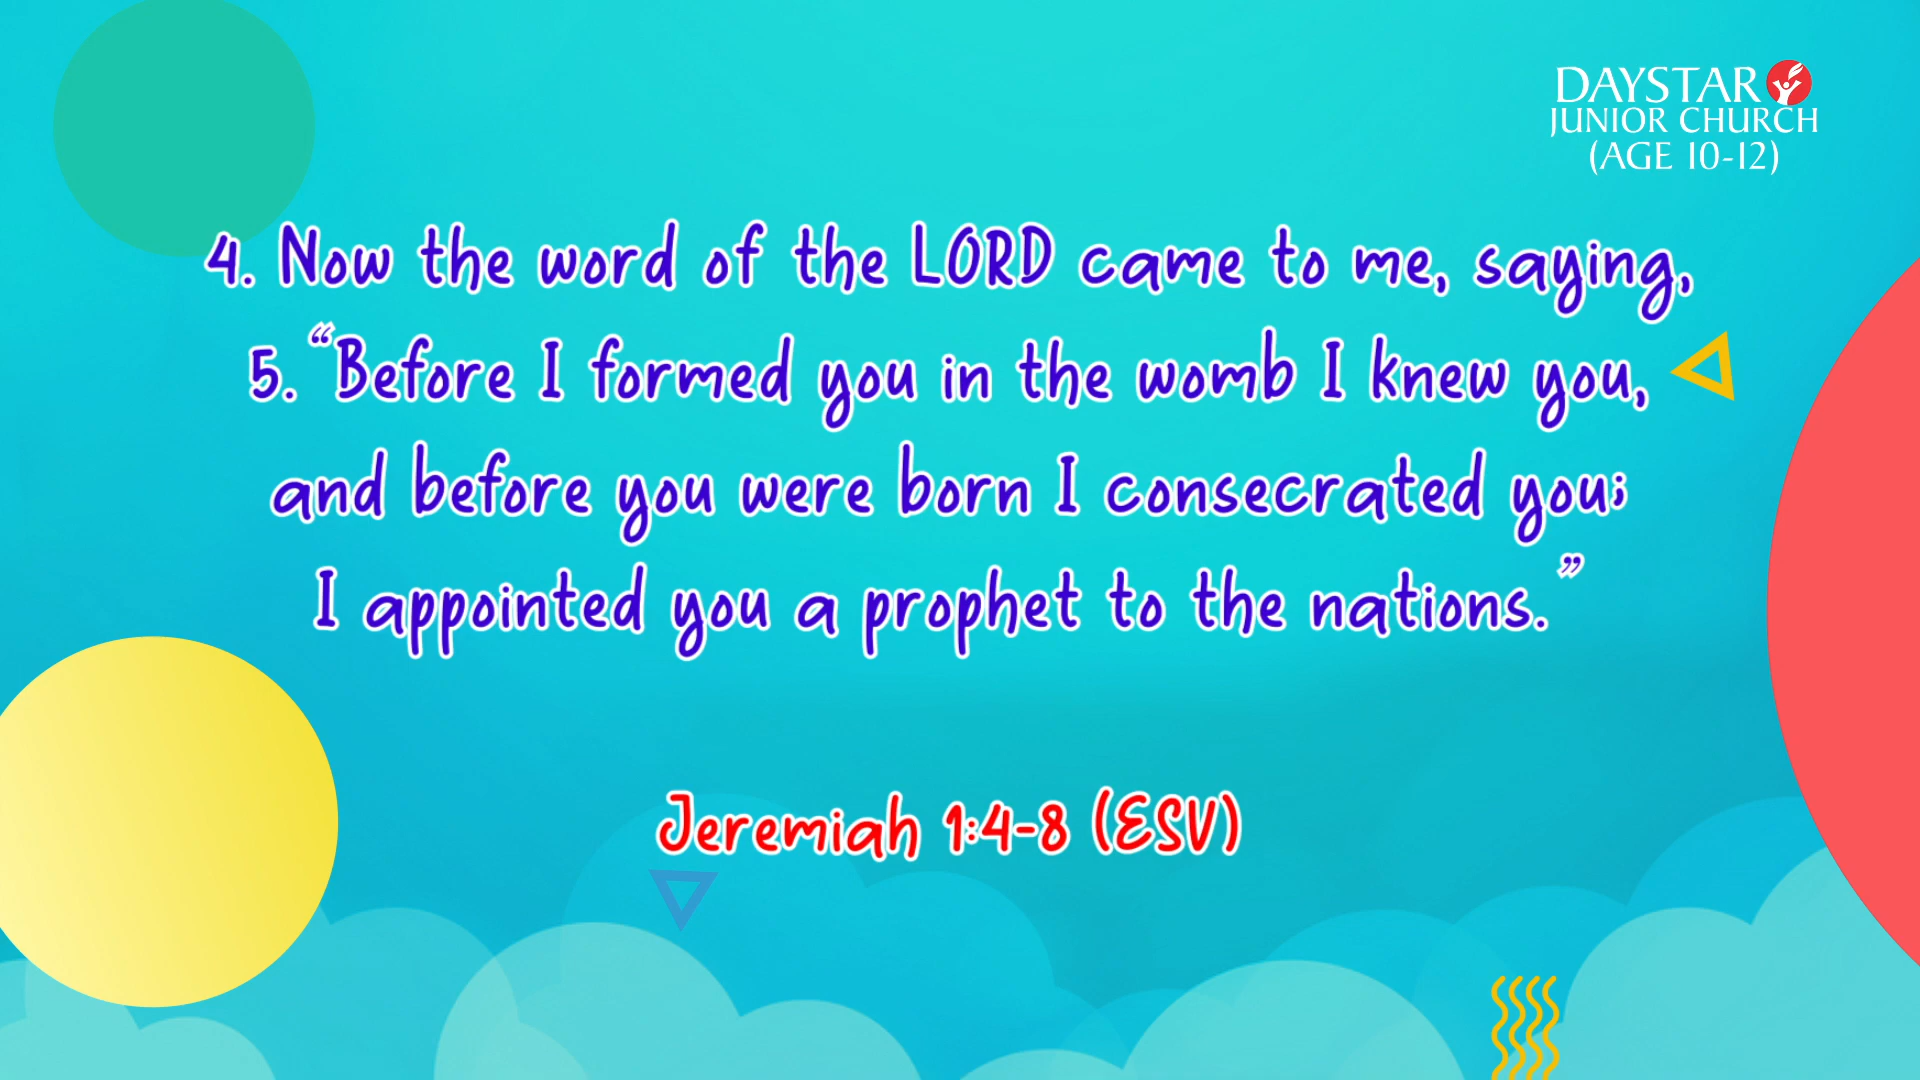 DAYSTAR
JUNIOR CHURCH
(AGE 10-12)
4. Now the word of the LORD came to me, saying,
5. “Before I formed you in the womb I knew you,
and before you were born I consecrated you;
I appointed you a prophet to the nations.”
Jeremiah 1:4-8 (ESV)